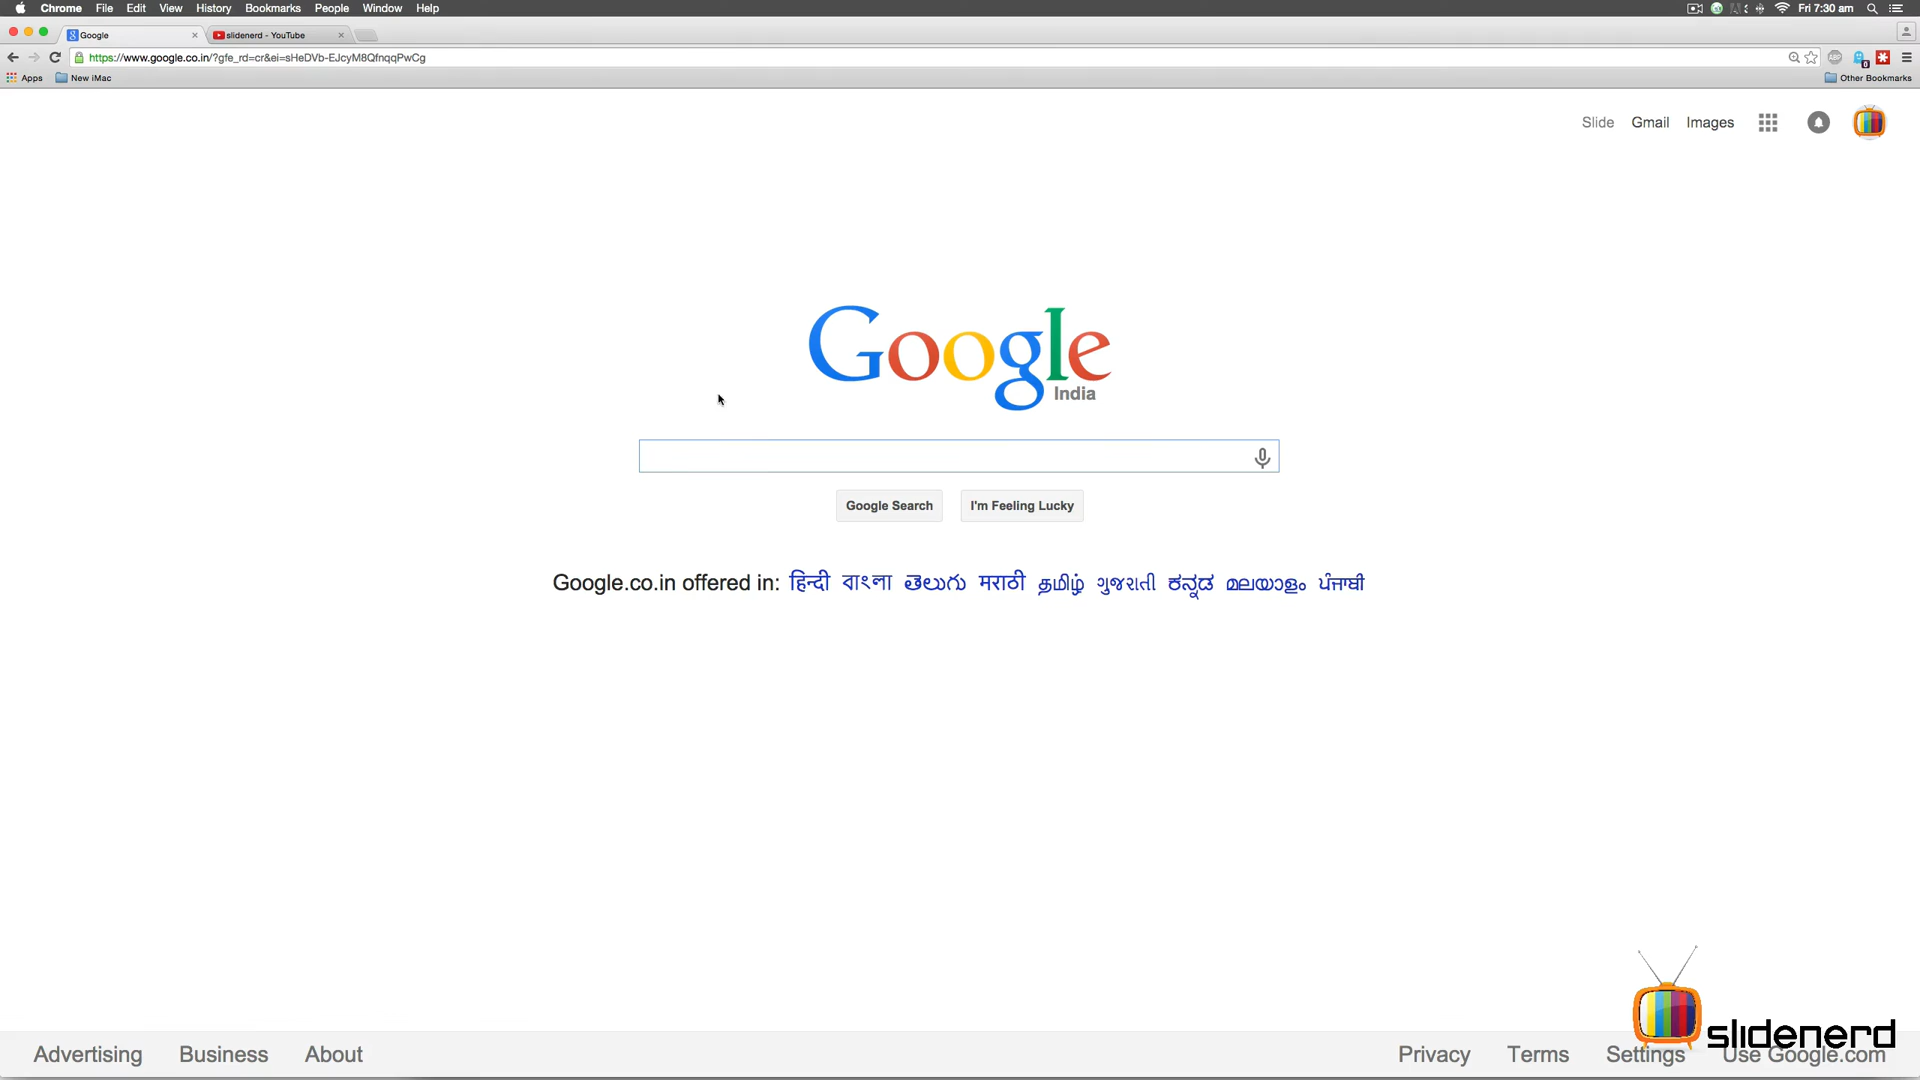 Chrome File Edit View History Bookmarks People Window Help Fri 7:30 am
Google slidenerd - YouTube
https://www.google.co.in/?gfe_rd=cr&ei=sHeDVb-EJcyM8QfnqqPwCg
Apps New iMac Other Bookmarks
Slide Gmail Images
Google
India
Google Search I'm Feeling Lucky
Google.co.in offered in: हिन्दी বাংলা తెలుగు मराठी தமிழ் ગુજરાતી ಕನ್ನಡ മലയാളം ਪੰਜਾਬੀ
slidenerd
Advertising Business About Privacy Terms Settings Use Google.com